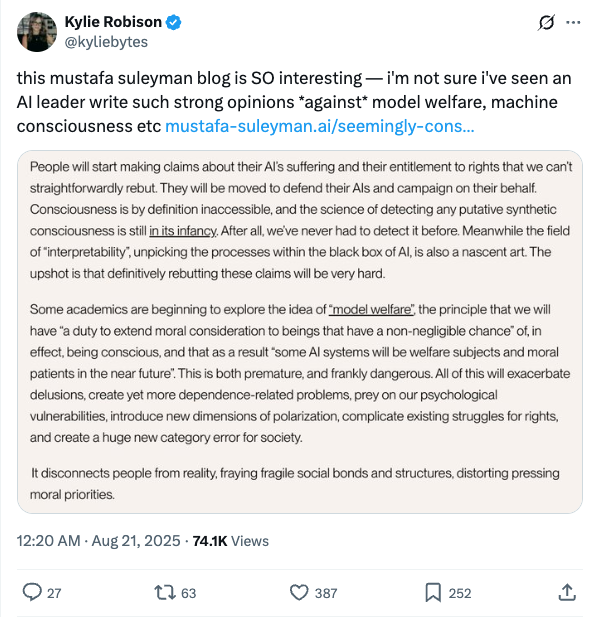 Kylie Robison
@kyliebytes
this mustafa suleyman blog is SO interesting — i'm not sure i've seen an
AI leader write such strong opinions *against* model welfare, machine
consciousness etc mustafa-suleyman.ai/seemingly-cons...
People will start making claims about their AI's suffering and their entitlement to rights that we can't
straightforwardly rebut. They will be moved to defend their AIs and campaign on their behalf.
Consciousness is by definition inaccessible, and the science of detecting any putative synthetic
consciousness is still in its infancy. After all, we've never had to detect it before. Meanwhile the field
of "interpretability", unpicking the processes within the black box of AI, is also a nascent art. The
upshot is that definitively rebutting these claims will be very hard.
Some academics are beginning to explore the idea of "model welfare", the principle that we will
have "a duty to extend moral consideration to beings that have a non-negligible chance" of, in
effect, being conscious, and that as a result "some AI systems will be welfare subjects and moral
patients in the near future". This is both premature, and frankly dangerous. All of this will exacerbate
delusions, create yet more dependence-related problems, prey on our psychological
vulnerabilities, introduce new dimensions of polarization, complicate existing struggles for rights,
and create a huge new category error for society.
It disconnects people from reality, fraying fragile social bonds and structures, distorting pressing
moral priorities.
12:20 AM · Aug 21, 2025 · 74.1K Views
27 63 387 252